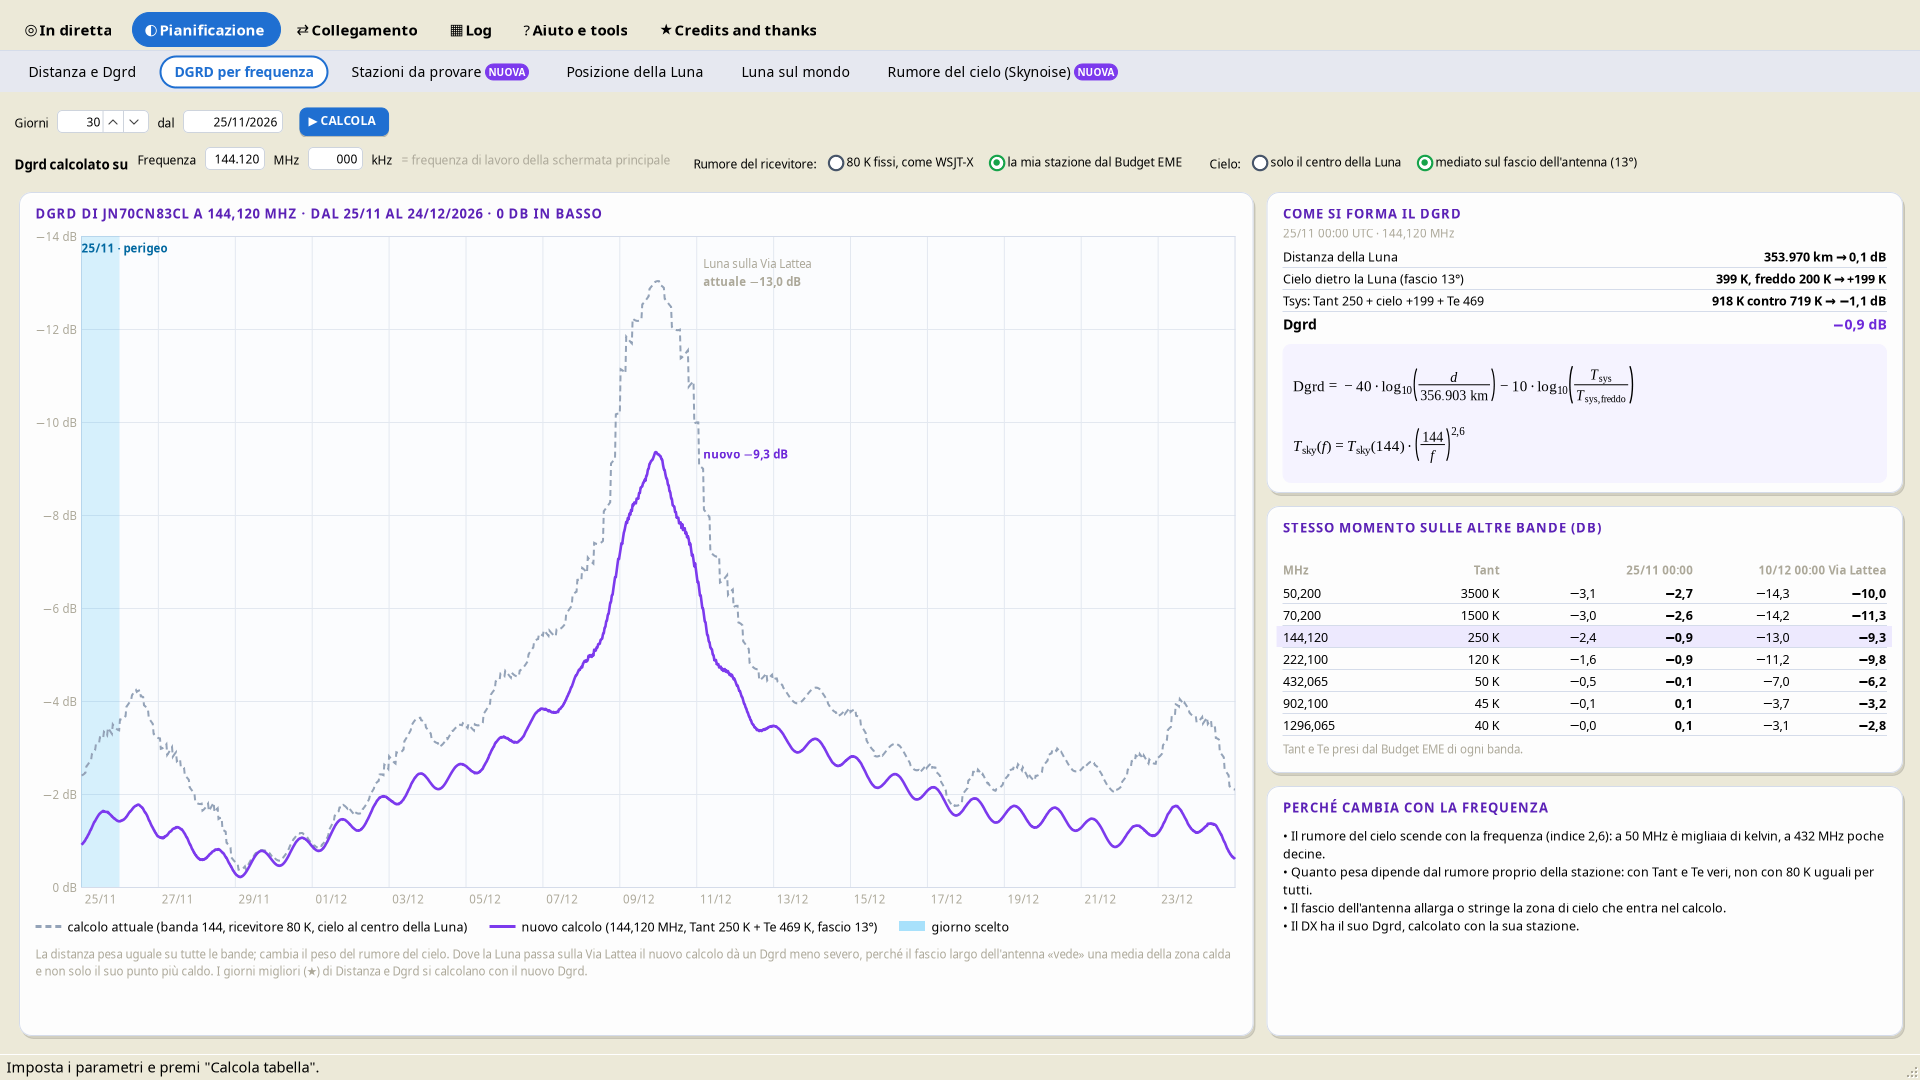 ◎ In diretta ◐ Pianificazione ⇄ Collegamento ▦ Log ? Aiuto e tools ★ Credits and thanks
Distanza e Dgrd DGRD per frequenza Stazioni da provare NUOVA Posizione della Luna Luna sul mondo Rumore del cielo (Skynoise) NUOVA
Giorni 30 dal 25/11/2026 ▶ CALCOLA
Dgrd calcolato su Frequenza 144.120 MHz 000 kHz = frequenza di lavoro della schermata principale Rumore del ricevitore: 80 K fissi, come WSJT-X la mia stazione dal Budget EME Cielo: solo il centro della Luna mediato sul fascio dell'antenna (13°)
DGRD DI JN70CN83CL A 144,120 MHZ · DAL 25/11 AL 24/12/2026 · 0 DB IN BASSO
−14 dB
25/11 · perigeo
Luna sulla Via Lattea
attuale −13,0 dB
−12 dB
−10 dB
nuovo −9,3 dB
−8 dB
−6 dB
−4 dB
−2 dB
0 dB
25/11 27/11 29/11 01/12 03/12 05/12 07/12 09/12 11/12 13/12 15/12 17/12 19/12 21/12 23/12
calcolo attuale (banda 144, ricevitore 80 K, cielo al centro della Luna) nuovo calcolo (144,120 MHz, Tant 250 K + Te 469 K, fascio 13°) giorno scelto
La distanza pesa uguale su tutte le bande; cambia il peso del rumore del cielo. Dove la Luna passa sulla Via Lattea il nuovo calcolo dà un Dgrd meno severo, perché il fascio largo dell'antenna «vede» una media della zona calda
e non solo il suo punto più caldo. I giorni migliori (★) di Distanza e Dgrd si calcolano con il nuovo Dgrd.
COME SI FORMA IL DGRD
25/11 00:00 UTC · 144,120 MHz
Distanza della Luna 353.970 km → 0,1 dB
Cielo dietro la Luna (fascio 13°) 399 K, freddo 200 K → +199 K
Tsys: Tant 250 + cielo +199 + Te 469 918 K contro 719 K → −1,1 dB
Dgrd −0,9 dB
Dgrd = − 40 · log10(d / 356.903 km) − 10 · log10(Tsys / Tsys,freddo)
Tsky(f) = Tsky(144) · (144 / f)^2,6
STESSO MOMENTO SULLE ALTRE BANDE (DB)
MHz Tant 25/11 00:00 10/12 00:00 Via Lattea
50,200 3500 K −3,1 −2,7 −14,3 −10,0
70,200 1500 K −3,0 −2,6 −14,2 −11,3
144,120 250 K −2,4 −0,9 −13,0 −9,3
222,100 120 K −1,6 −0,9 −11,2 −9,8
432,065 50 K −0,5 −0,1 −7,0 −6,2
902,100 45 K −0,1 0,1 −3,7 −3,2
1296,065 40 K −0,0 0,1 −3,1 −2,8
Tant e Te presi dal Budget EME di ogni banda.
PERCHÉ CAMBIA CON LA FREQUENZA
• Il rumore del cielo scende con la frequenza (indice 2,6): a 50 MHz è migliaia di kelvin, a 432 MHz poche
decine.
• Quanto pesa dipende dal rumore proprio della stazione: con Tant e Te veri, non con 80 K uguali per
tutti.
• Il fascio dell'antenna allarga o stringe la zona di cielo che entra nel calcolo.
• Il DX ha il suo Dgrd, calcolato con la sua stazione.
Imposta i parametri e premi "Calcola tabella".